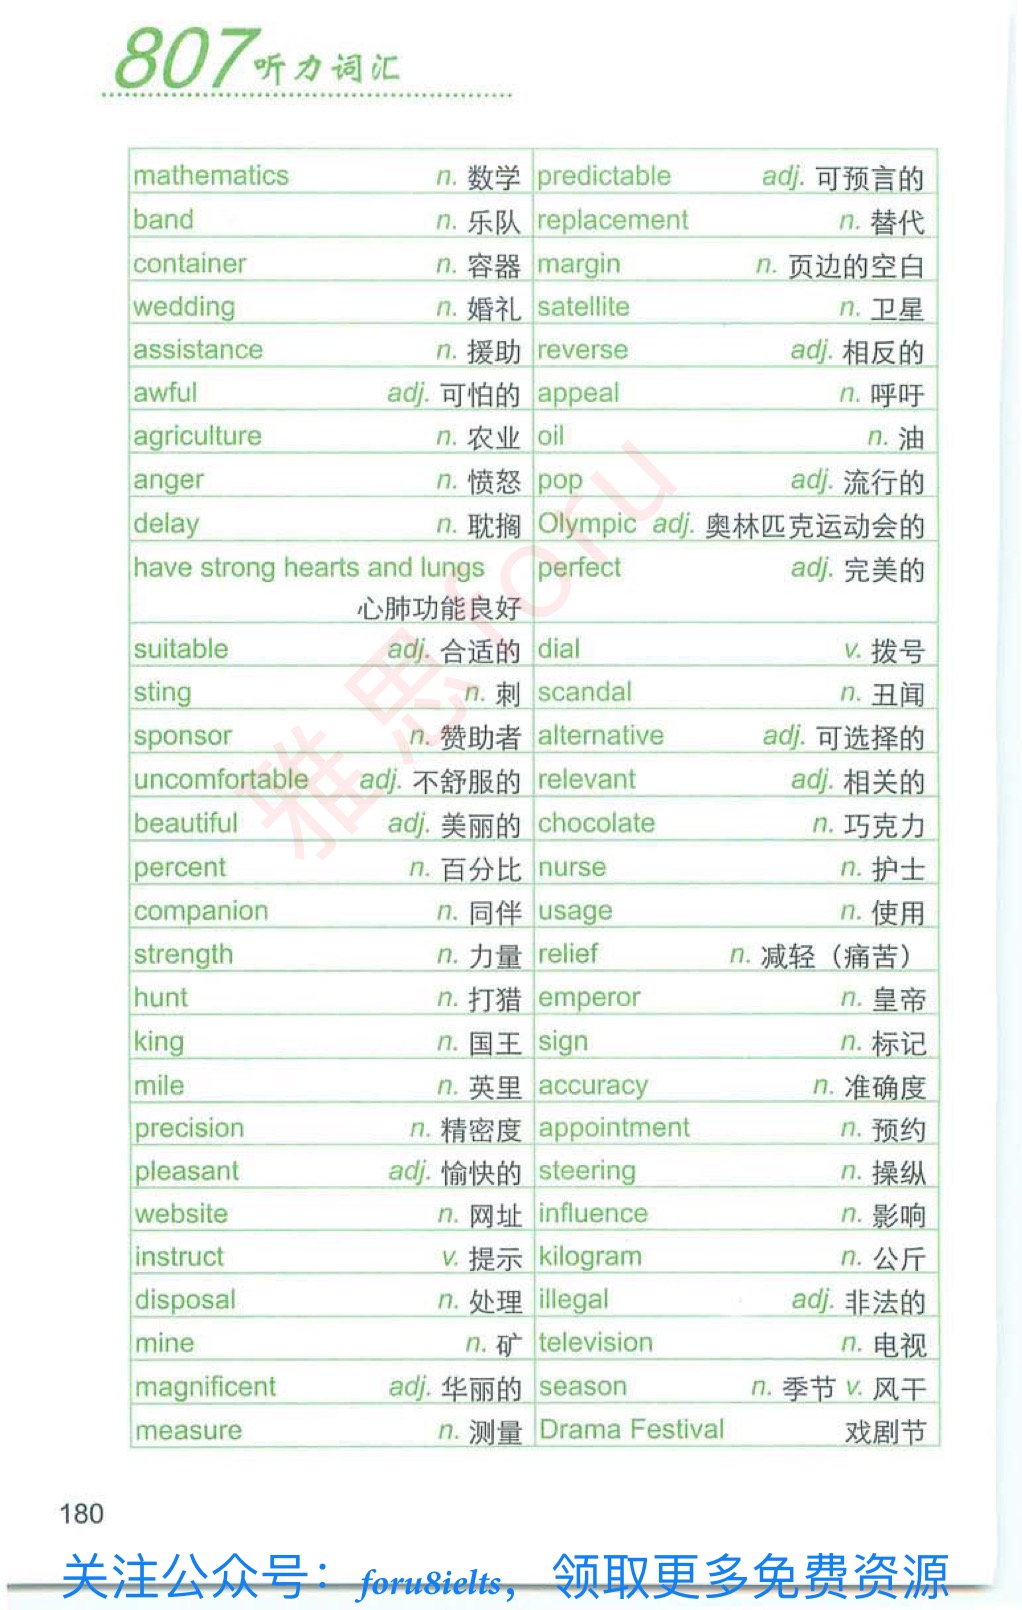 807听力词汇
mathematics n. 数学 predictable adj. 可预言的
band n. 乐队 replacement n. 替代
container n. 容器 margin n. 页边的空白
wedding n. 婚礼 satellite n. 卫星
assistance n. 援助 reverse adj. 相反的
awful adj. 可怕的 appeal n. 呼吁
agriculture n. 农业 oil n. 油
anger n. 愤怒 pop adj. 流行的
delay n. 耽搁 Olympic adj. 奥林匹克运动会的
have strong hearts and lungs perfect adj. 完美的
心肺功能良好
suitable adj. 合适的 dial v. 拨号
sting n. 刺 scandal n. 丑闻
sponsor n. 赞助者 alternative adj. 可选择的
uncomfortable adj. 不舒服的 relevant adj. 相关的
beautiful adj. 美丽的 chocolate n. 巧克力
percent n. 百分比 nurse n. 护士
companion n. 同伴 usage n. 使用
strength n. 力量 relief n. 减轻（痛苦）
hunt n. 打猎 emperor n. 皇帝
king n. 国王 sign n. 标记
mile n. 英里 accuracy n. 准确度
precision n. 精密度 appointment n. 预约
pleasant adj. 愉快的 steering n. 操纵
website n. 网址 influence n. 影响
instruct v. 提示 kilogram n. 公斤
disposal n. 处理 illegal adj. 非法的
mine n. 矿 television n. 电视
magnificent adj. 华丽的 season n. 季节 v. 风干
measure n. 测量 Drama Festival 戏剧节
雅思foru
180
关注公众号：foru8ielts，领取更多免费资源